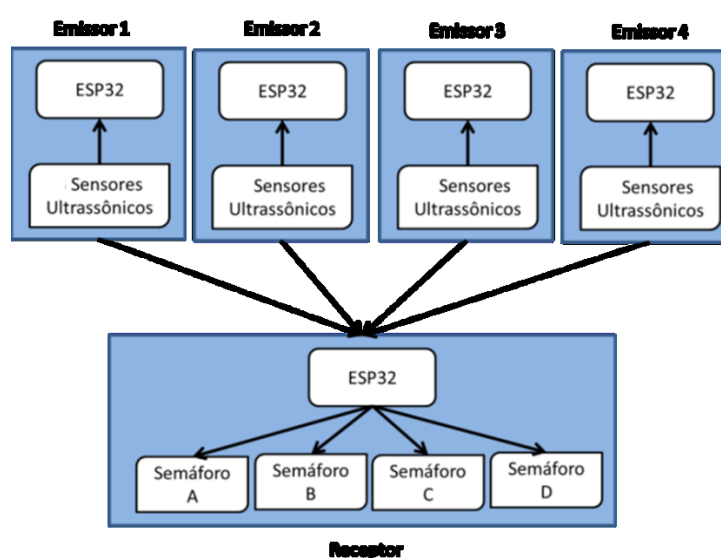 Emissor 1
Emissor 2
Emissor 3
Emissor 4
ESP32
ESP32
ESP32
ESP32
Sensores
Ultrassônicos
Sensores
Ultrassônicos
Sensores
Ultrassônicos
Sensores
Ultrassônicos
ESP32
Semáforo
A
Semáforo
B
Semáforo
C
Semáforo
D
Receptor